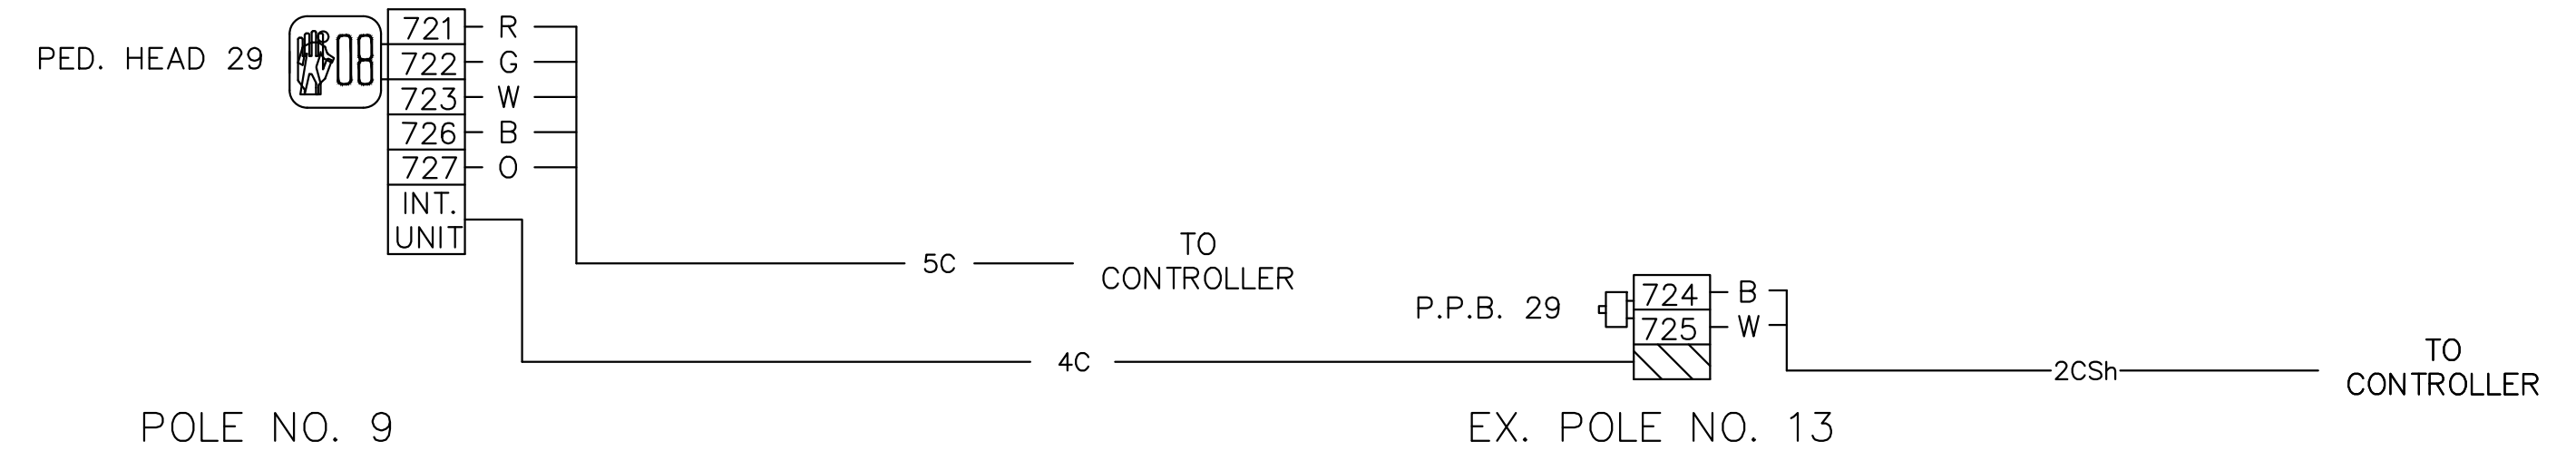 PED. HEAD 29
08
721 R
722 G
723 W
726 B
727 O
INT.
UNIT
5C
TO
CONTROLLER
4C
P.P.B. 29
724 B
725 W
2CSh
TO
CONTROLLER
POLE NO. 9
EX. POLE NO. 13